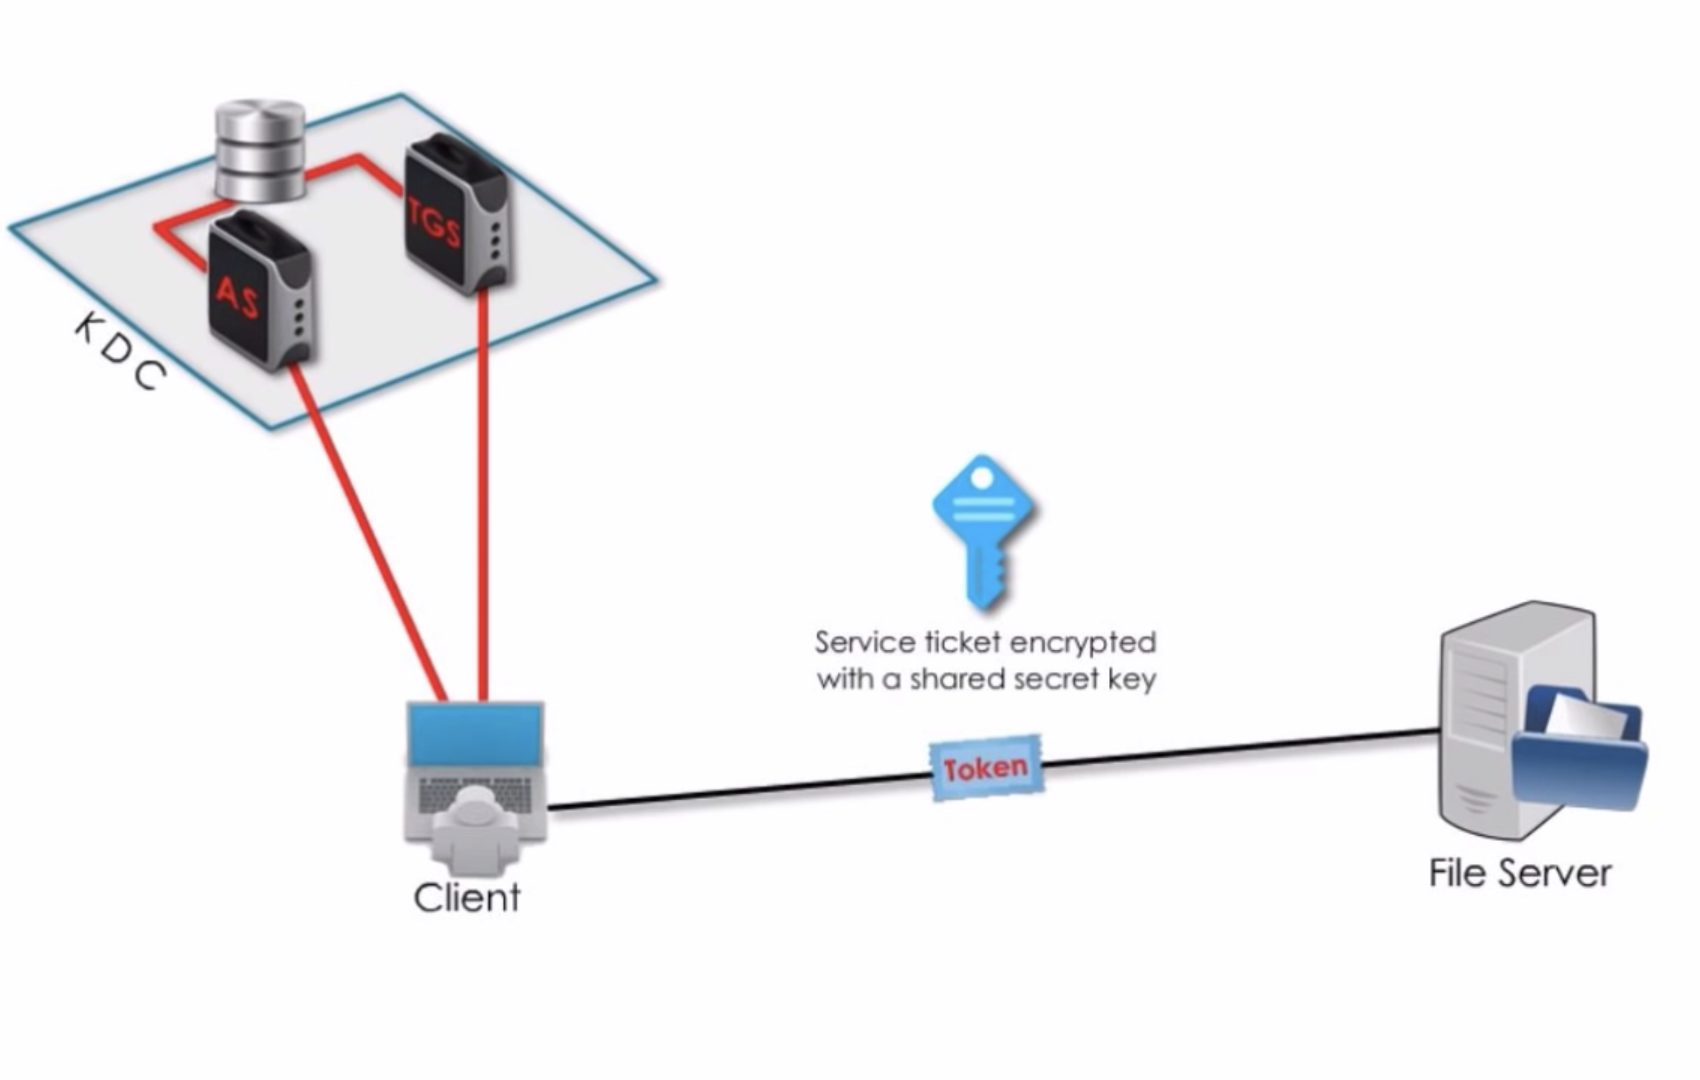 TGS
AS
KDC
Service ticket encrypted
with a shared secret key
Token
File Server
Client